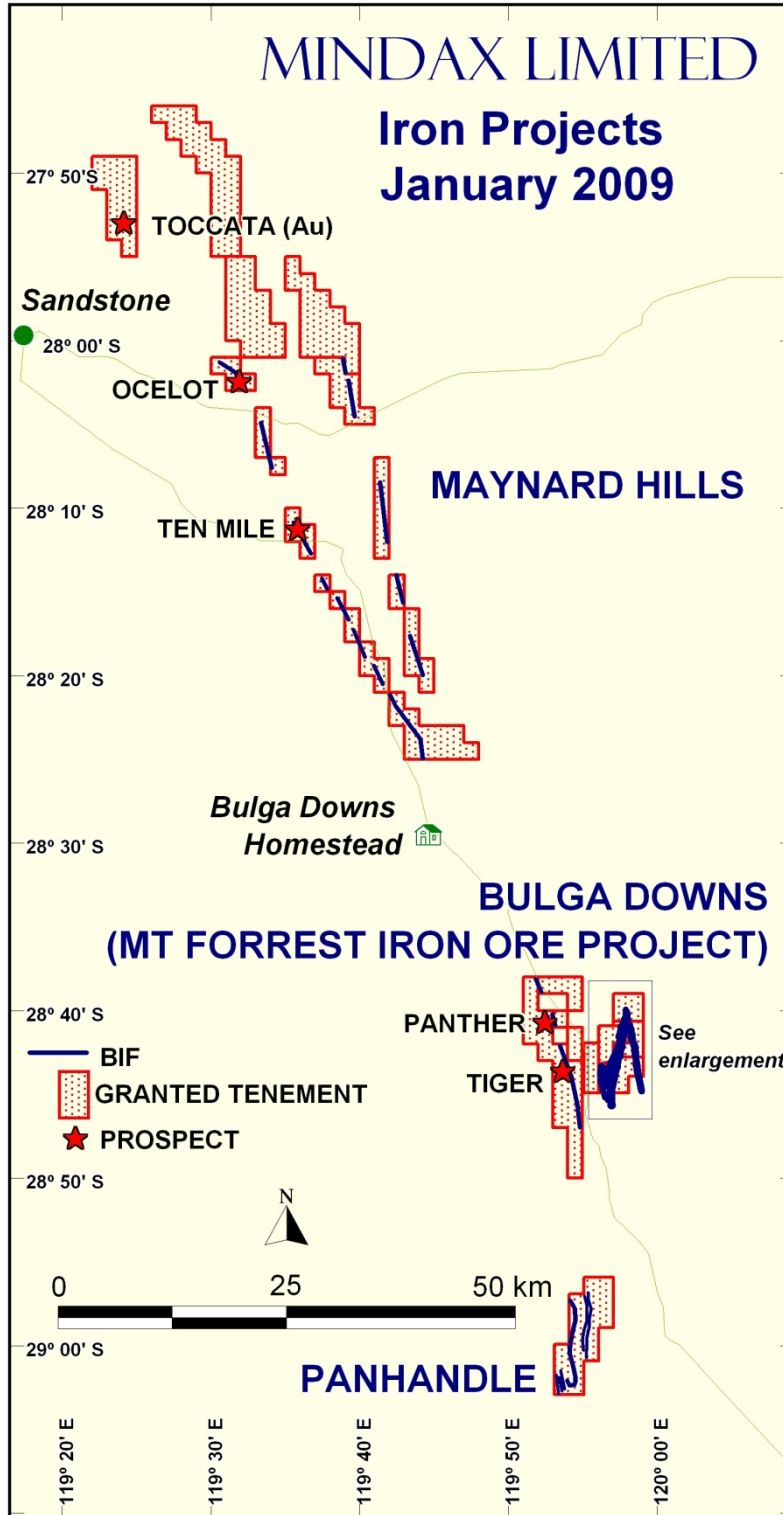 MINDAX LIMITED
Iron Projects
January 2009
27º 50'S
TOCCATA (Au)
Sandstone
28º 00' S
OCELOT
MAYNARD HILLS
28º 10' S
TEN MILE
28º 20' S
Bulga Downs
Homestead
28º 30' S
BULGA DOWNS
(MT FORREST IRON ORE PROJECT)
28º 40' S
PANTHER
See
enlargement
BIF
TIGER
GRANTED TENEMENT
PROSPECT
28º 50' S
N
0 25 50 km
29º 00' S
PANHANDLE
119º 20' E
119º 30' E
119º 40' E
119º 50' E
120º 00' E